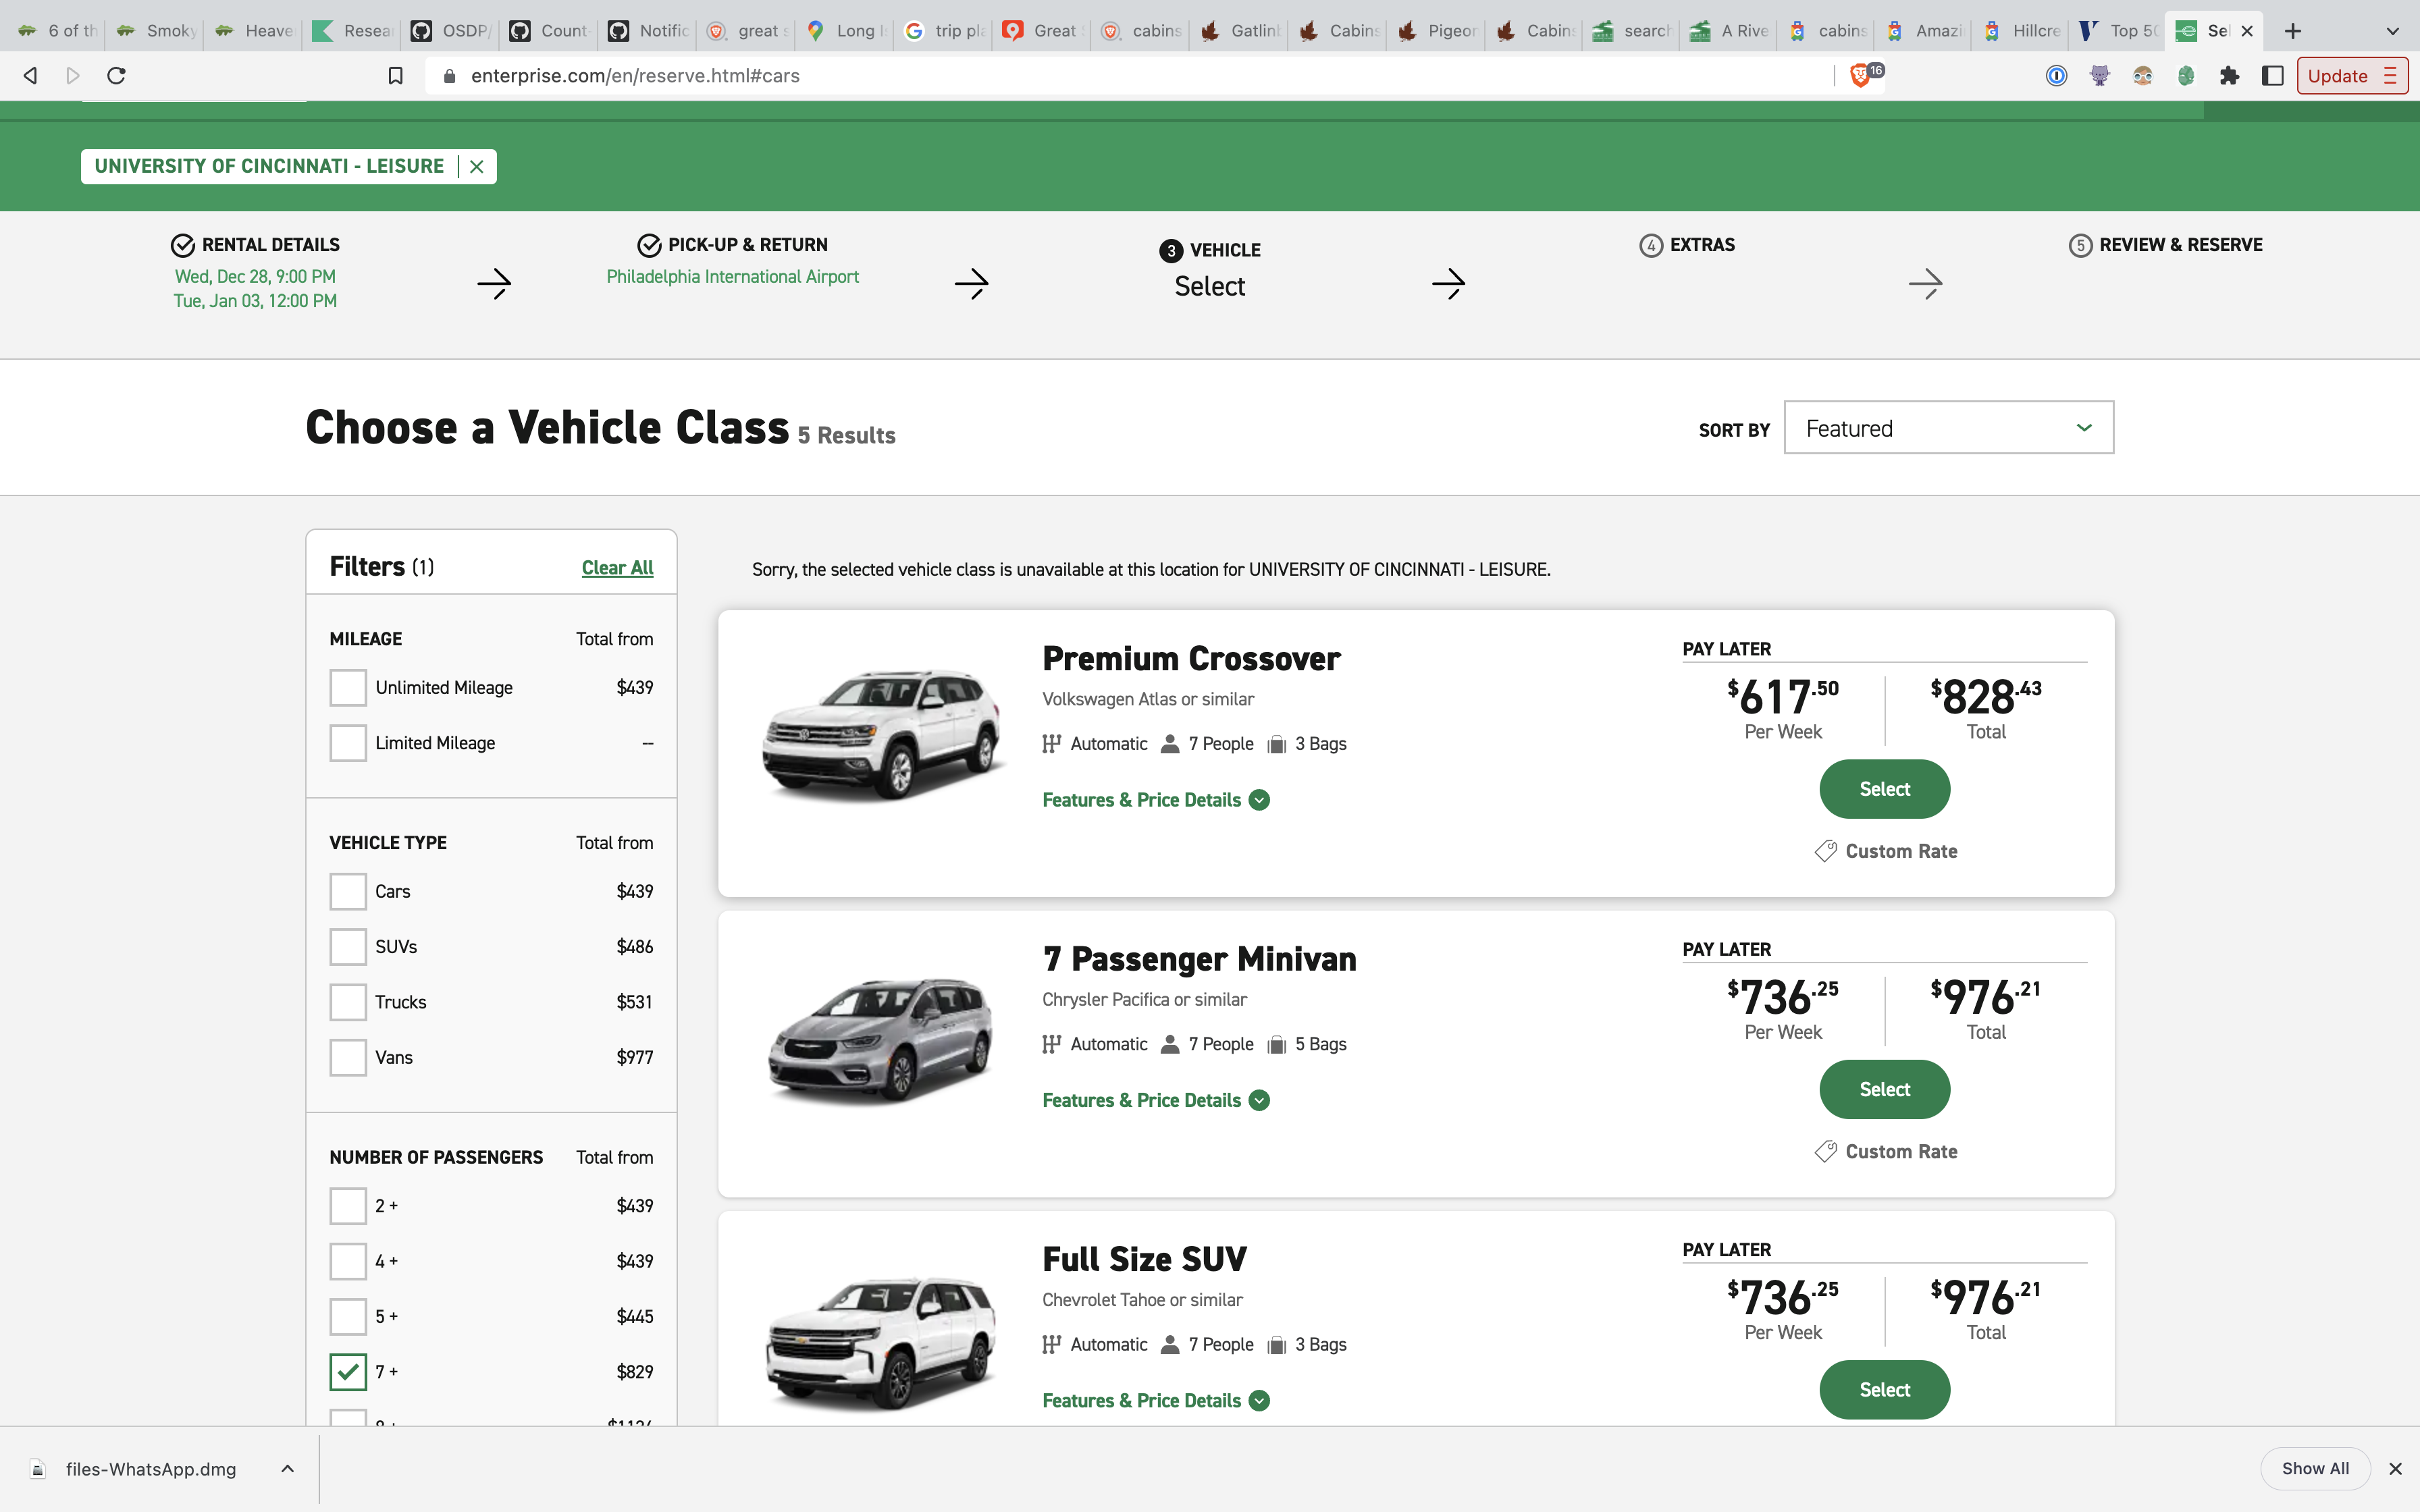 6 of th
Smoky
Heave
Resea
OSDP/
Count
Notific
great s
Long I
trip pla
Great
cabins
Gatlin
Cabins
Pigeon
Cabin
search
A Rive
cabins
Amazi
Hillcre
Top 50
Sel
enterprise.com/en/reserve.html#cars
16
Update
UNIVERSITY OF CINCINNATI - LEISURE
RENTAL DETAILS
Wed, Dec 28, 9:00 PM
Tue, Jan 03, 12:00 PM
PICK-UP & RETURN
Philadelphia International Airport
3 VEHICLE
Select
4 EXTRAS
5 REVIEW & RESERVE
Choose a Vehicle Class 5 Results
SORT BY
Featured
Filters (1)
Clear All
MILEAGE Total from
Unlimited Mileage $439
Limited Mileage --
VEHICLE TYPE Total from
Cars $439
SUVs $486
Trucks $531
Vans $977
NUMBER OF PASSENGERS Total from
2 + $439
4 + $439
5 + $445
7 + $829
Sorry, the selected vehicle class is unavailable at this location for UNIVERSITY OF CINCINNATI - LEISURE.
Premium Crossover
Volkswagen Atlas or similar
Automatic 7 People 3 Bags
Features & Price Details
PAY LATER
$617.50 $828.43
Per Week Total
Select
Custom Rate
7 Passenger Minivan
Chrysler Pacifica or similar
Automatic 7 People 5 Bags
Features & Price Details
PAY LATER
$736.25 $976.21
Per Week Total
Select
Custom Rate
Full Size SUV
Chevrolet Tahoe or similar
Automatic 7 People 3 Bags
Features & Price Details
PAY LATER
$736.25 $976.21
Per Week Total
Select
files-WhatsApp.dmg
Show All